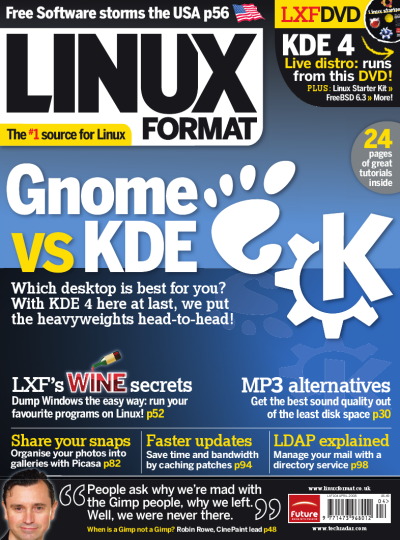 Free Software storms the USA p56
LXFDVD
LINUX
FORMAT
The #1 source for Linux
KDE 4
Live distro: runs
from this DVD!
PLUS: Linux Starter Kit »
FreeBSD 6.3 » More!
24
pages
of great
tutorials
inside
Gnome
vs KDE
K
Which desktop is best for you?
With KDE 4 here at last, we put
the heavyweights head-to-head!
LXF's WINE secrets
Dump Windows the easy way: run your
favourite programs on Linux! p52
MP3 alternatives
Get the best sound quality out
of the least disk space p30
Share your snaps
Organise your photos into
galleries with Picasa p82
Faster updates
Save time and bandwidth
by caching patches p94
LDAP explained
Manage your mail with a
directory service p98
“People ask why we're mad with
the Gimp people, why we left.
Well, we were never there.”
When is a Gimp not a Gimp? Robin Rowe, CinePaint lead p48
www.linuxformat.co.uk
Future
www.techradar.com
04>
9 771473 948012